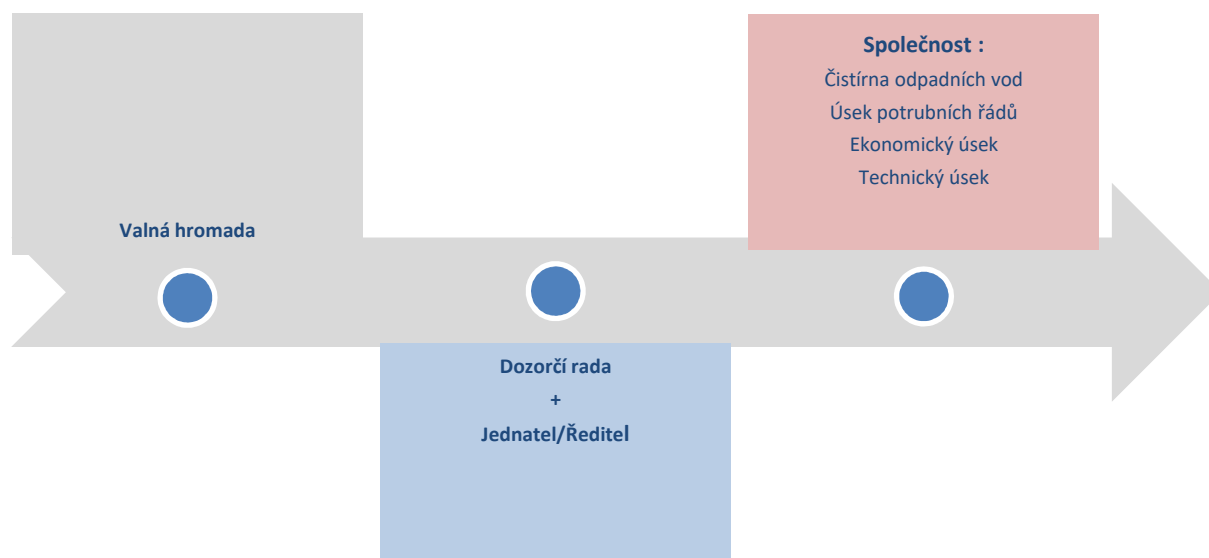 Valná hromada
Dozorčí rada
+
Jednatel/Ředitel
Společnost :
Čistírna odpadních vod
Úsek potrubních řádů
Ekonomický úsek
Technický úsek